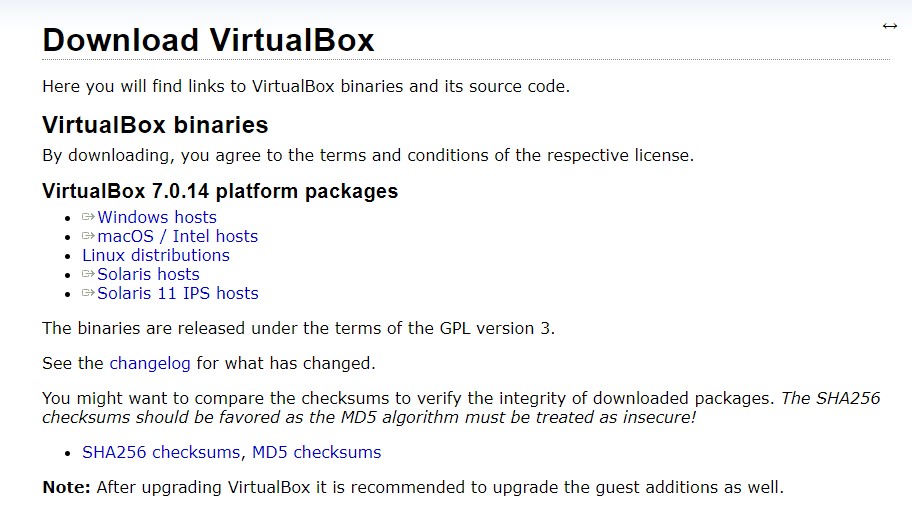 Download VirtualBox
Here you will find links to VirtualBox binaries and its source code.
VirtualBox binaries
By downloading, you agree to the terms and conditions of the respective license.
VirtualBox 7.0.14 platform packages
Windows hosts
macOS / Intel hosts
Linux distributions
Solaris hosts
Solaris 11 IPS hosts
The binaries are released under the terms of the GPL version 3.
See the changelog for what has changed.
You might want to compare the checksums to verify the integrity of downloaded packages. The SHA256
checksums should be favored as the MD5 algorithm must be treated as insecure!
SHA256 checksums, MD5 checksums
Note: After upgrading VirtualBox it is recommended to upgrade the guest additions as well.